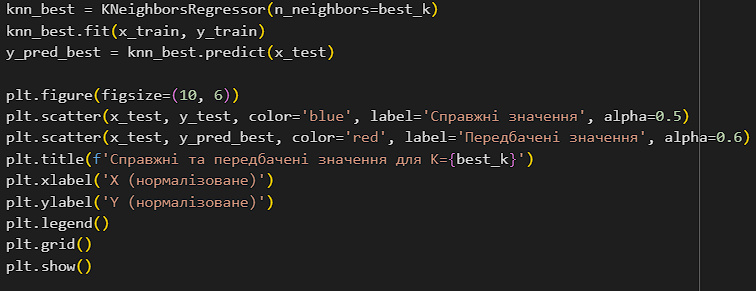 knn_best = KNeighborsRegressor(n_neighbors=best_k)
knn_best.fit(x_train, y_train)
y_pred_best = knn_best.predict(x_test)

plt.figure(figsize=(10, 6))
plt.scatter(x_test, y_test, color='blue', label='Справжні значення', alpha=0.5)
plt.scatter(x_test, y_pred_best, color='red', label='Передбачені значення', alpha=0.6)
plt.title(f'Справжні та передбачені значення для K={best_k}')
plt.xlabel('X (нормалізоване)')
plt.ylabel('Y (нормалізоване)')
plt.legend()
plt.grid()
plt.show()